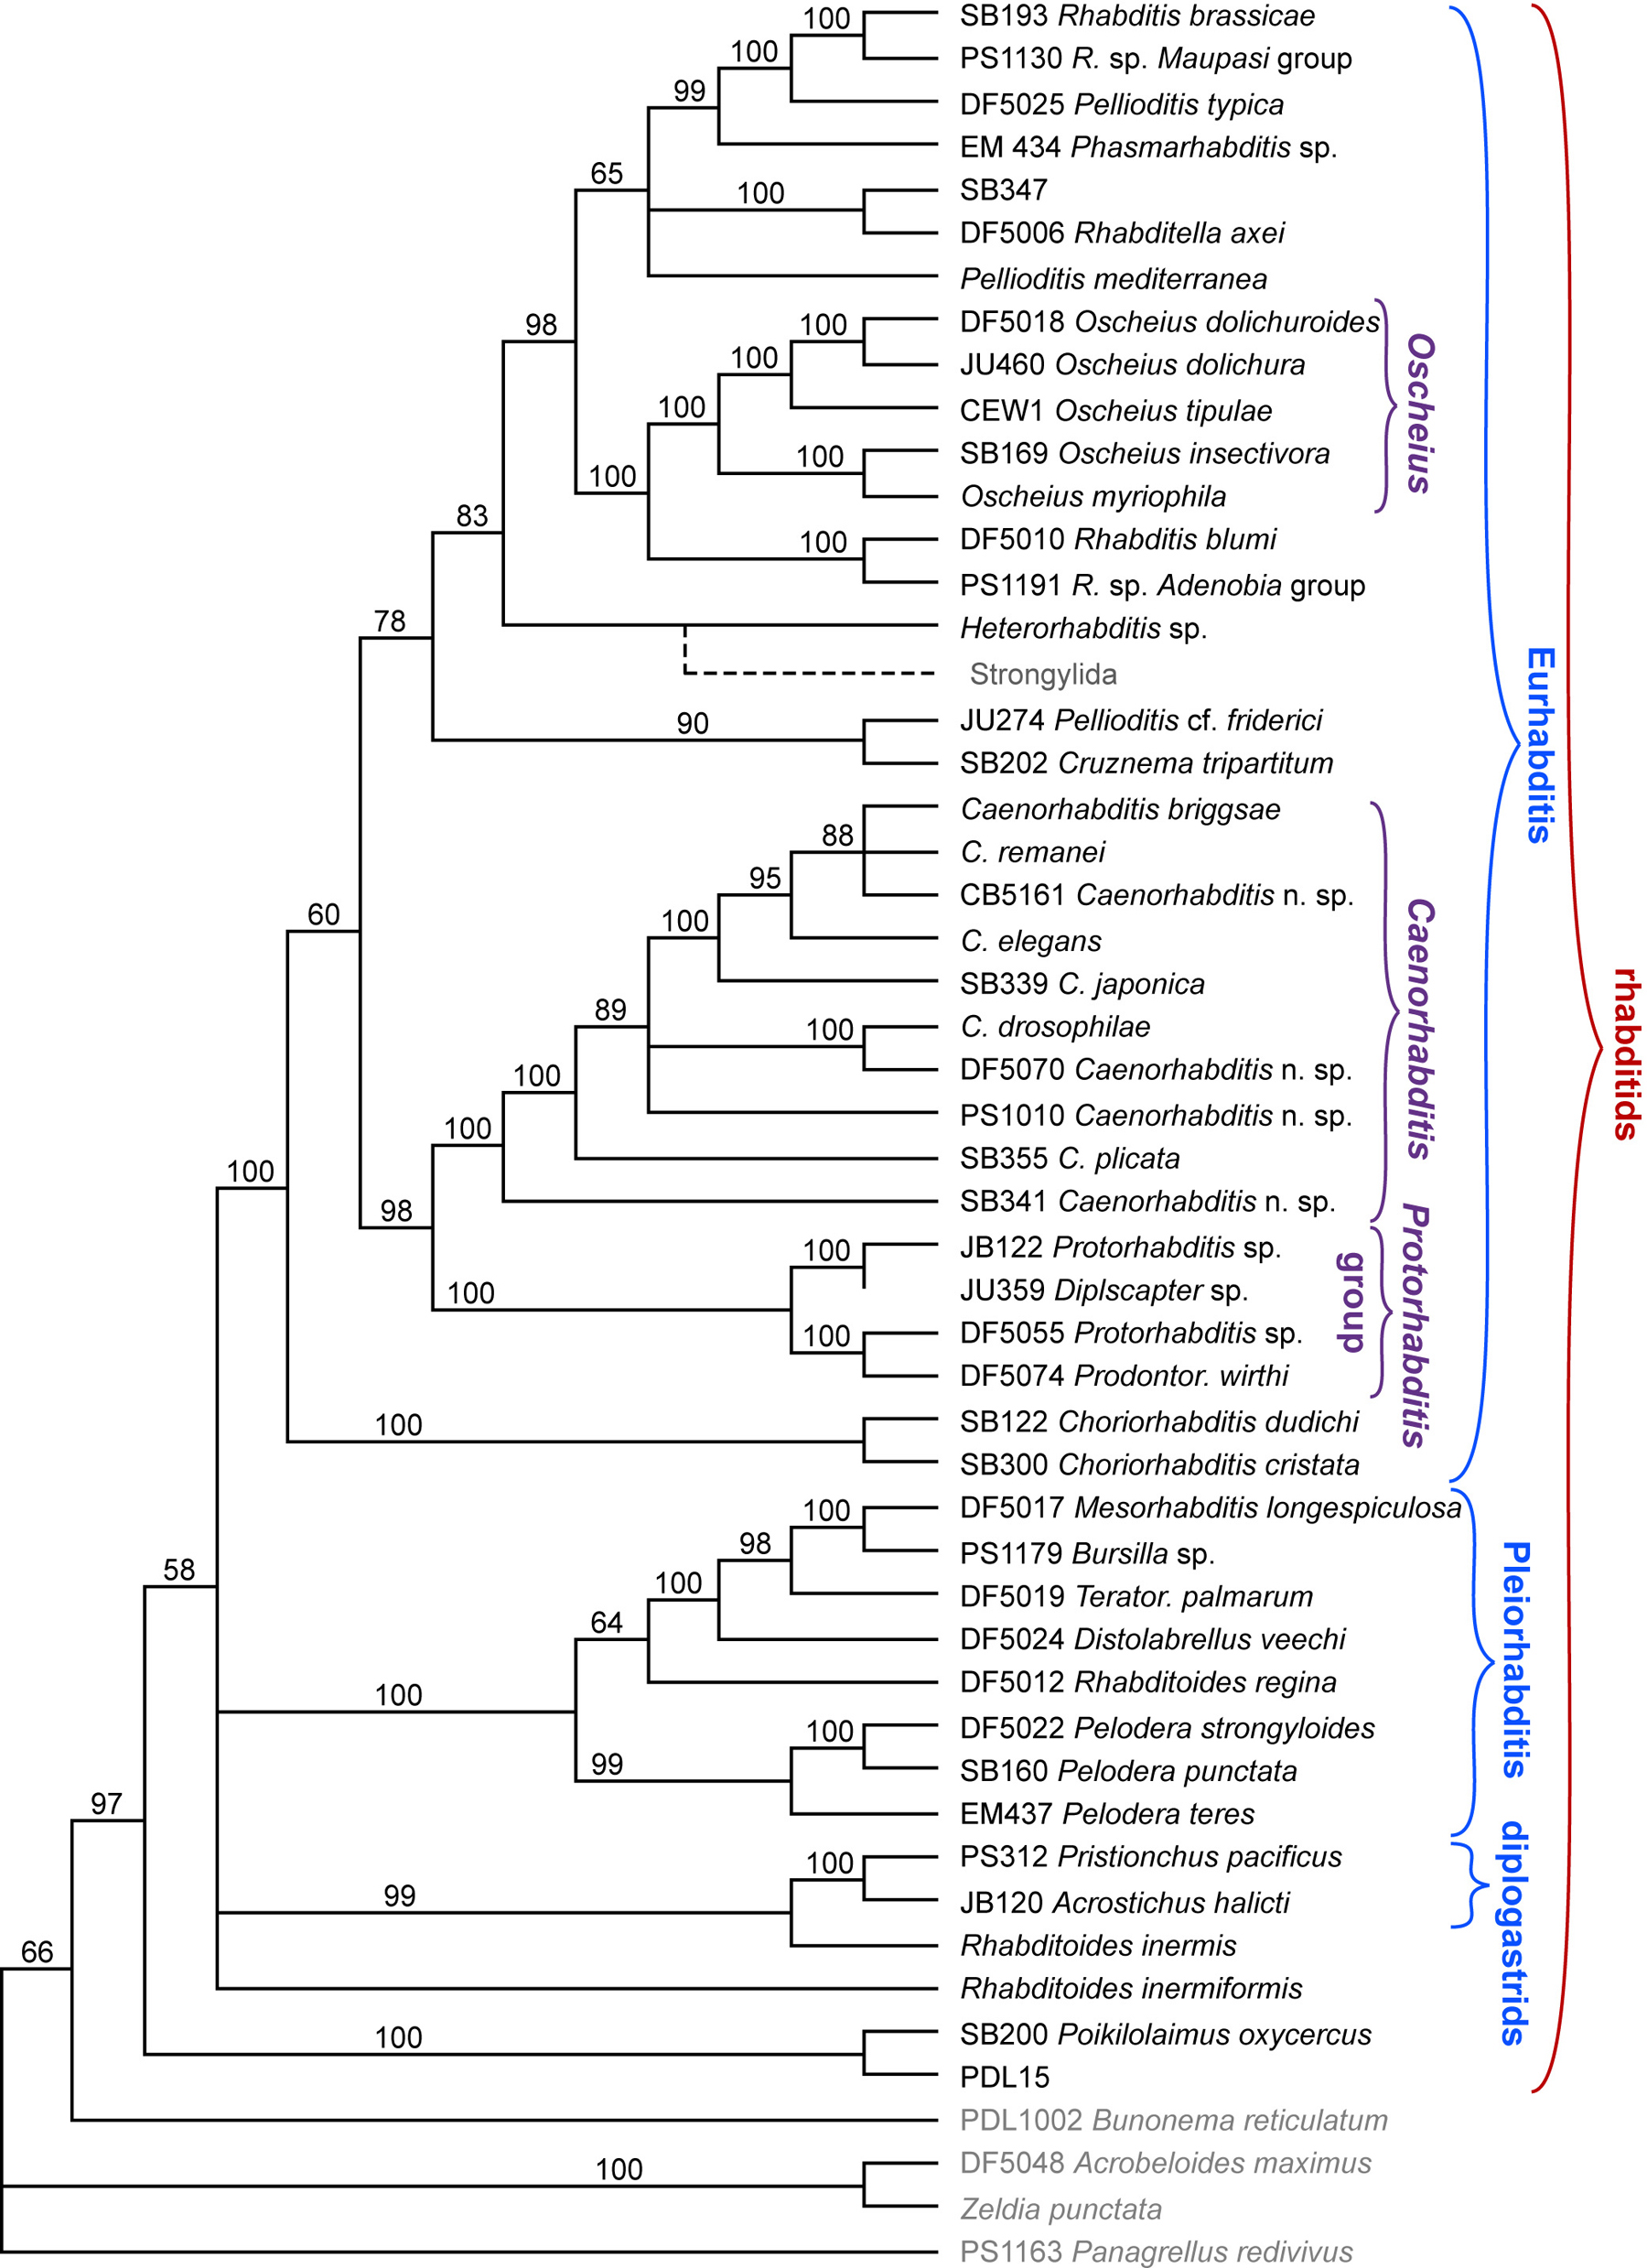 100 SB193 Rhabditis brassicae
100 PS1130 R. sp. Maupasi group
99 DF5025 Pellioditis typica
EM 434 Phasmarhabditis sp.
65 100 SB347
DF5006 Rhabditella axei
Pellioditis mediterranea
98 100 DF5018 Oscheius dolichuroides
100 JU460 Oscheius dolichura
100 CEW1 Oscheius tipulae
100 SB169 Oscheius insectivora
100 Oscheius myriophila
Oscheius
83 100 DF5010 Rhabditis blumi
PS1191 R. sp. Adenobia group
78 Heterorhabditis sp.
Strongylida
90 JU274 Pellioditis cf. friderici
SB202 Cruznema tripartitum
Eurhabditis
Caenorhabditis briggsae
88 C. remanei
95 CB5161 Caenorhabditis n. sp.
60 100 C. elegans
SB339 C. japonica
89 100 C. drosophilae
100 DF5070 Caenorhabditis n. sp.
100 PS1010 Caenorhabditis n. sp.
100 SB355 C. plicata
98 SB341 Caenorhabditis n. sp.
Caenorhabditis
rhabditids
100 JB122 Protorhabditis sp.
100 JU359 Diplscapter sp.
100 DF5055 Protorhabditis sp.
DF5074 Prodontor. wirthi
Protorhabditis
group
100 SB122 Choriorhabditis dudichi
SB300 Choriorhabditis cristata
100 DF5017 Mesorhabditis longespiculosa
98 PS1179 Bursilla sp.
58 100 DF5019 Terator. palmarum
64 DF5024 Distolabrellus veechi
100 DF5012 Rhabditoides regina
100 DF5022 Pelodera strongyloides
99 SB160 Pelodera punctata
97 EM437 Pelodera teres
Pleiorhabditis
100 PS312 Pristionchus pacificus
99 JB120 Acrostichus halicti
diplogastrids
66 Rhabditoides inermis
Rhabditoides inermiformis
100 SB200 Poikilolaimus oxycercus
PDL15
PDL1002 Bunonema reticulatum
100 DF5048 Acrobeloides maximus
Zeldia punctata
PS1163 Panagrellus redivivus